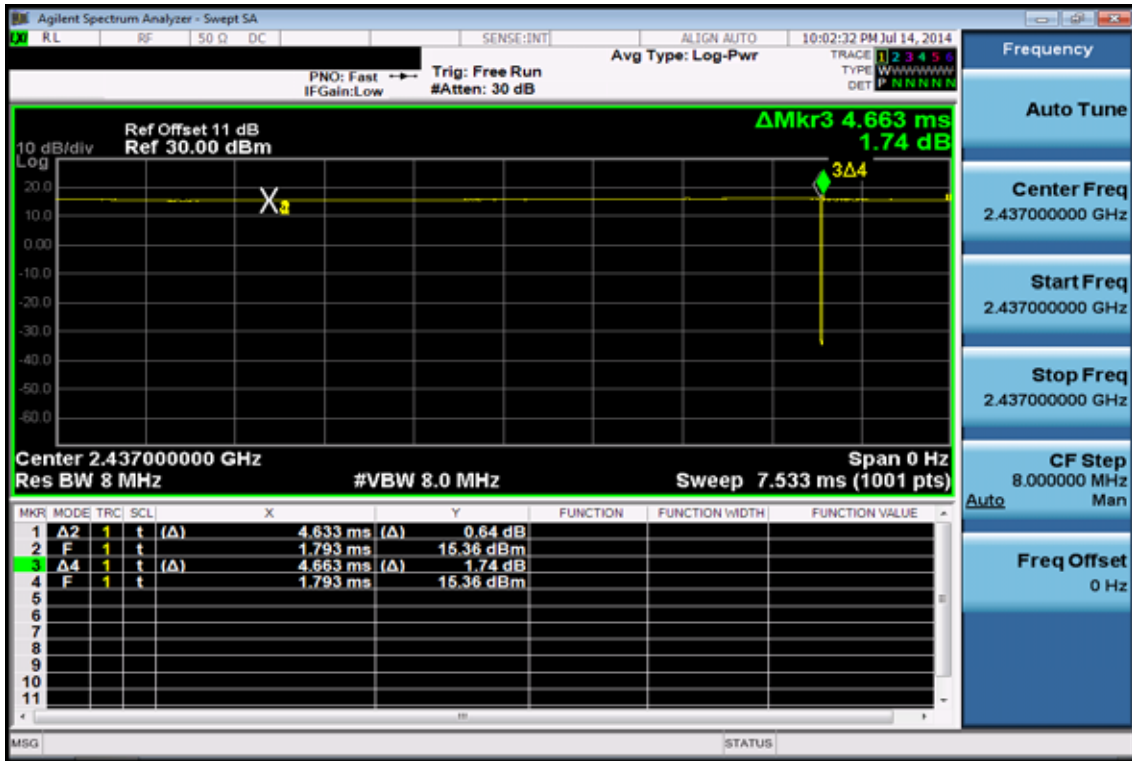 Agilent Spectrum Analyzer - Swept SA
LXI RL RF 50 Ω DC SENSE:INT ALIGN AUTO 10:02:32 PM Jul 14, 2014
Frequency
Avg Type: Log-Pwr TRACE 1 2 3 4 5 6
PNO: Fast Trig: Free Run TYPE WWWWWW
IFGain:Low #Atten: 30 dB DET P N N N N N
Auto Tune
ΔMkr3 4.663 ms
Ref Offset 11 dB
10 dB/div Ref 30.00 dBm 1.74 dB
Log
3Δ4
20.0
10.0
0.00
-10.0
-20.0
-30.0
-40.0
-50.0
-60.0
Center Freq
2.437000000 GHz
Start Freq
2.437000000 GHz
Stop Freq
2.437000000 GHz
Center 2.437000000 GHz Span 0 Hz
Res BW 8 MHz #VBW 8.0 MHz Sweep 7.533 ms (1001 pts)
CF Step
8.000000 MHz
Auto Man
MKR MODE TRC SCL X Y FUNCTION FUNCTION WIDTH FUNCTION VALUE
1 Δ2 1 t (Δ) 4.633 ms (Δ) 0.64 dB
2 F 1 t 1.793 ms 15.36 dBm
3 Δ4 1 t (Δ) 4.663 ms (Δ) 1.74 dB
4 F 1 t 1.793 ms 15.36 dBm
5
6
7
8
9
10
11
Freq Offset
0 Hz
MSG STATUS